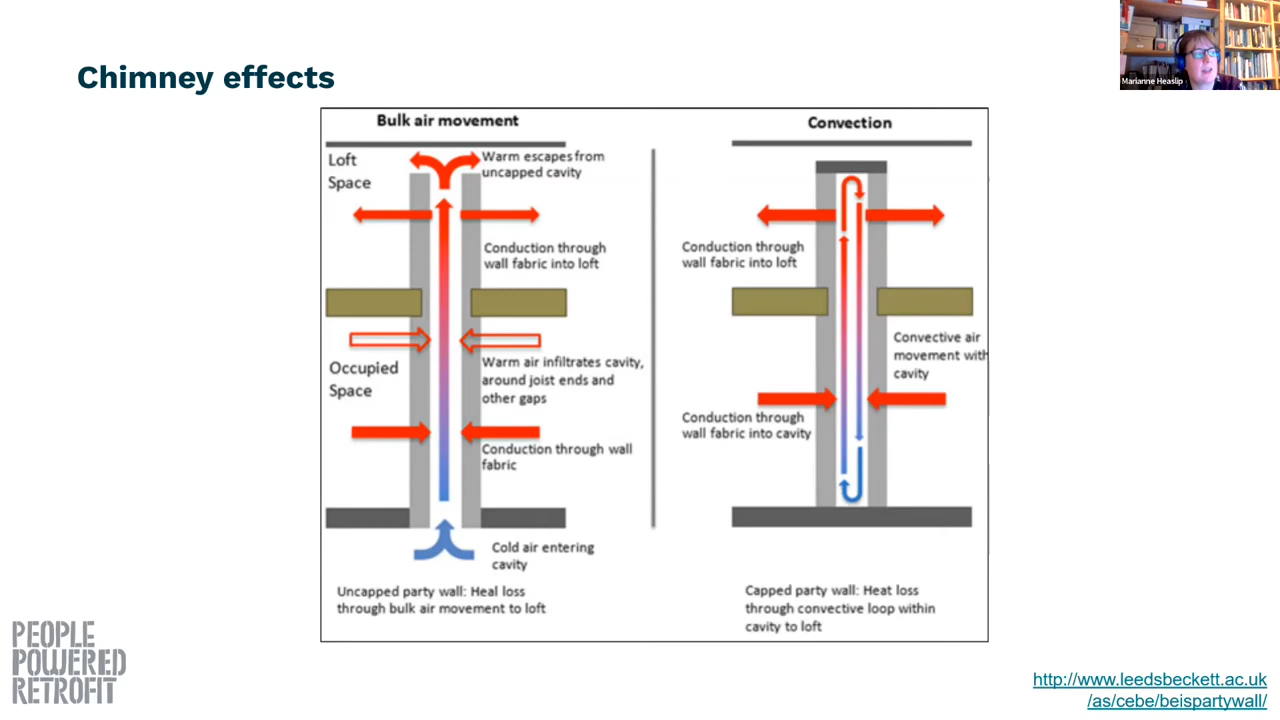 Marianne Heaslip
Chimney effects
Bulk air movement
Loft
Space
Warm escapes from
uncapped cavity
Conduction through
wall fabric into loft
Occupied
Space
Warm air infiltrates cavity,
around joist ends and
other gaps
Conduction through wall
fabric
Cold air entering
cavity
Uncapped party wall: Heal loss
through bulk air movement to loft
Convection
Conduction through
wall fabric into loft
Convective air
movement with
cavity
Conduction through
wall fabric into cavity
Capped party wall: Heat loss
through convective loop within
cavity to loft
PEOPLE
POWERED
RETROFIT
http://www.leedsbeckett.ac.uk
/as/cebe/beispartywall/